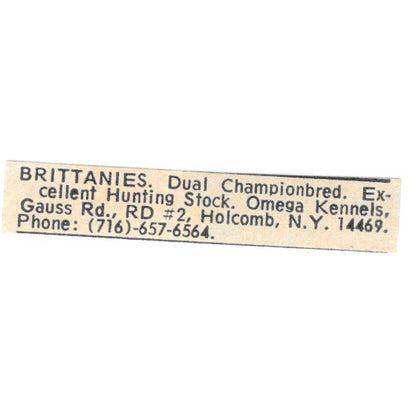 BRITTANIES. Dual Championbred. Ex-
cellent Hunting Stock. Omega Kennels,
Gauss Rd., RD #2, Holcomb, N.Y. 14469.
Phone: (716)-657-6564.